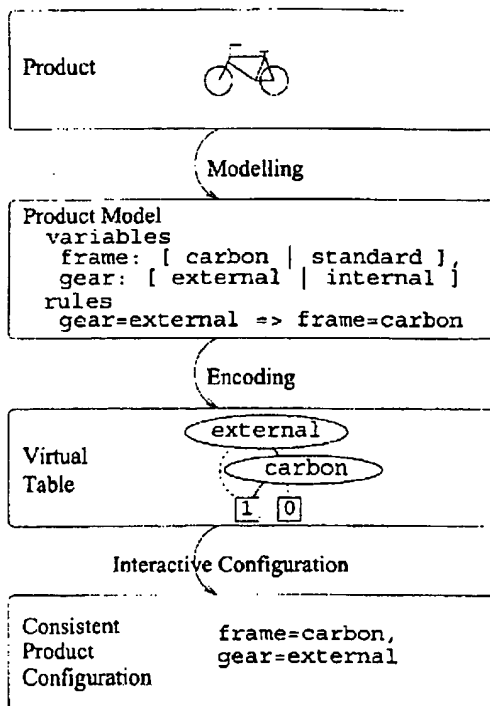 Product
Modelling
Product Model
variables
frame: [ carbon | standard ],
gear: [ external | internal ]
rules
gear=external => frame=carbon
Encoding
Virtual
Table
external
carbon
1 0
Interactive Configuration
Consistent
Product
Configuration
frame=carbon,
gear=external